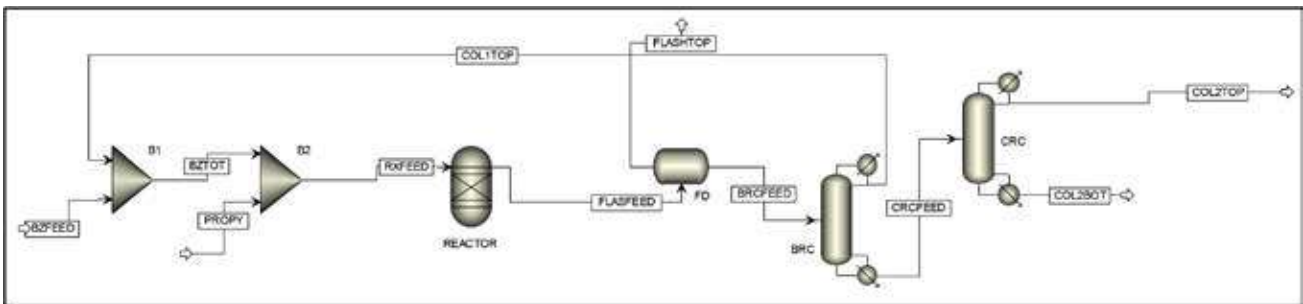 FLASHTOP
COL1TOP
COL2TOP
B1
B2
CRC
BZTOT
RXFEED
FD
BRCFEED
CRCFEED
COL2BOT
FLASFEED
PROPY
BZFEED
REACTOR
BRC